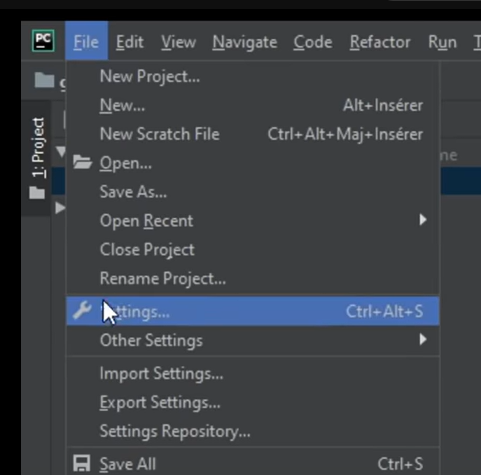 PC File Edit View Navigate Code Refactor Run
1: Project
New Project...
New... Alt+Insérer
New Scratch File Ctrl+Alt+Maj+Insérer
Open...
Save As...
Open Recent
Close Project
Rename Project...
Settings... Ctrl+Alt+S
Other Settings
Import Settings...
Export Settings...
Settings Repository...
Save All Ctrl+S